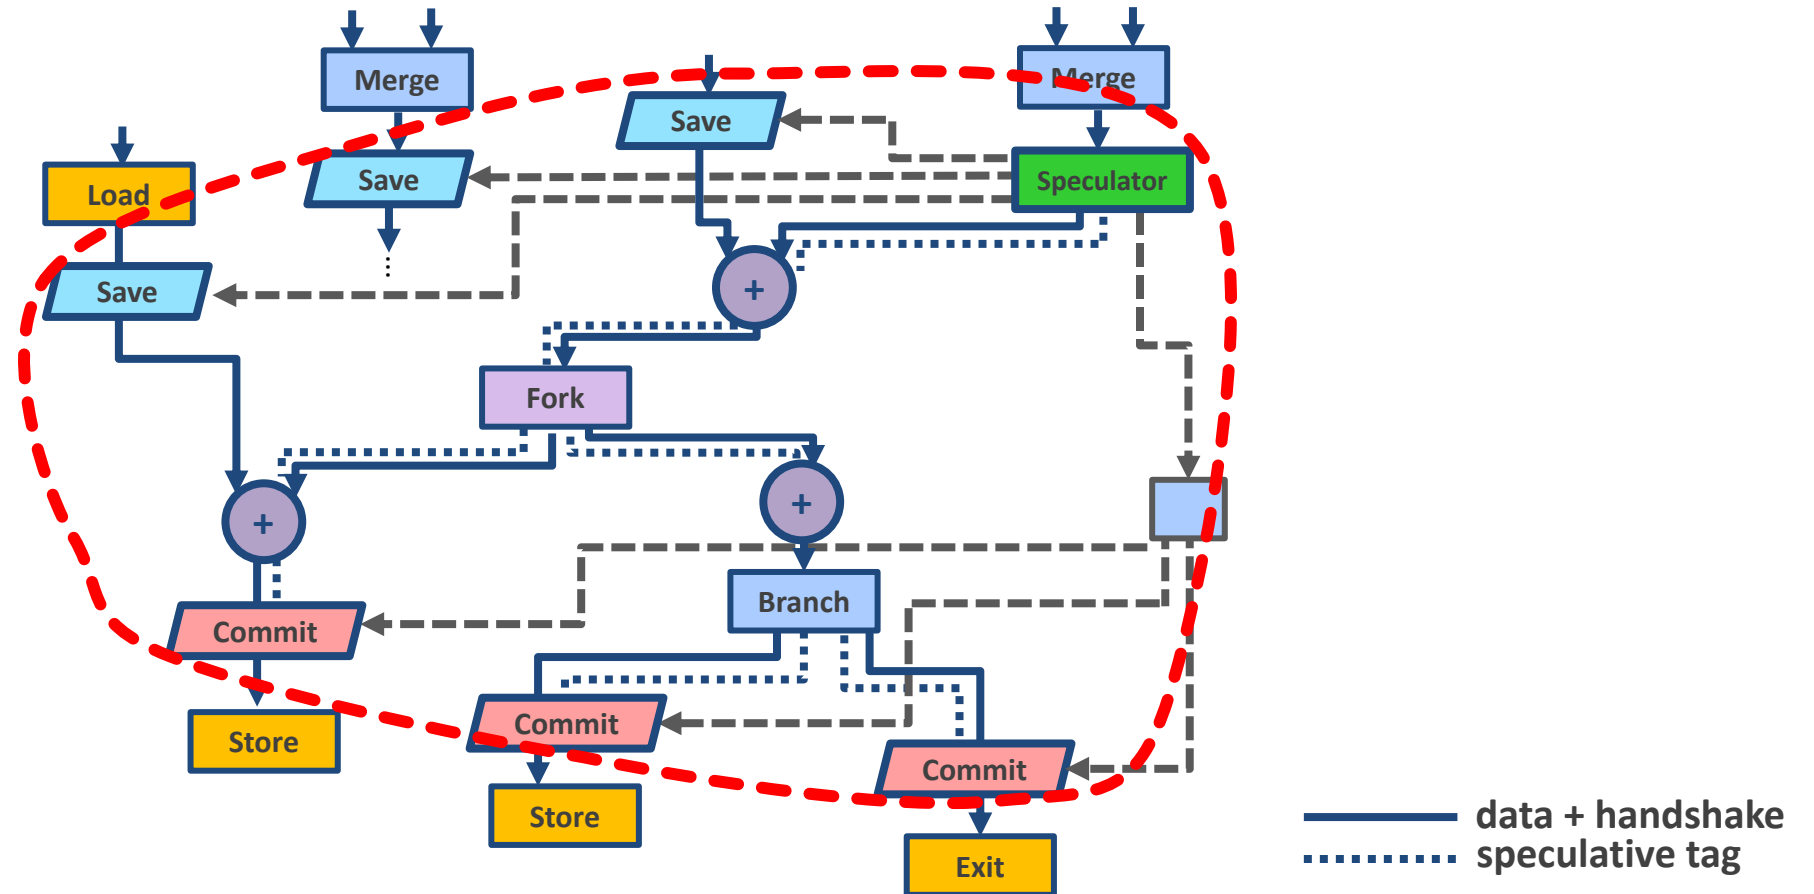 Merge
Merge
Save
Save
Speculator
Load
Save
+
Fork
+
+
Branch
Commit
Commit
Store
Commit
Store
Exit
data + handshake
speculative tag